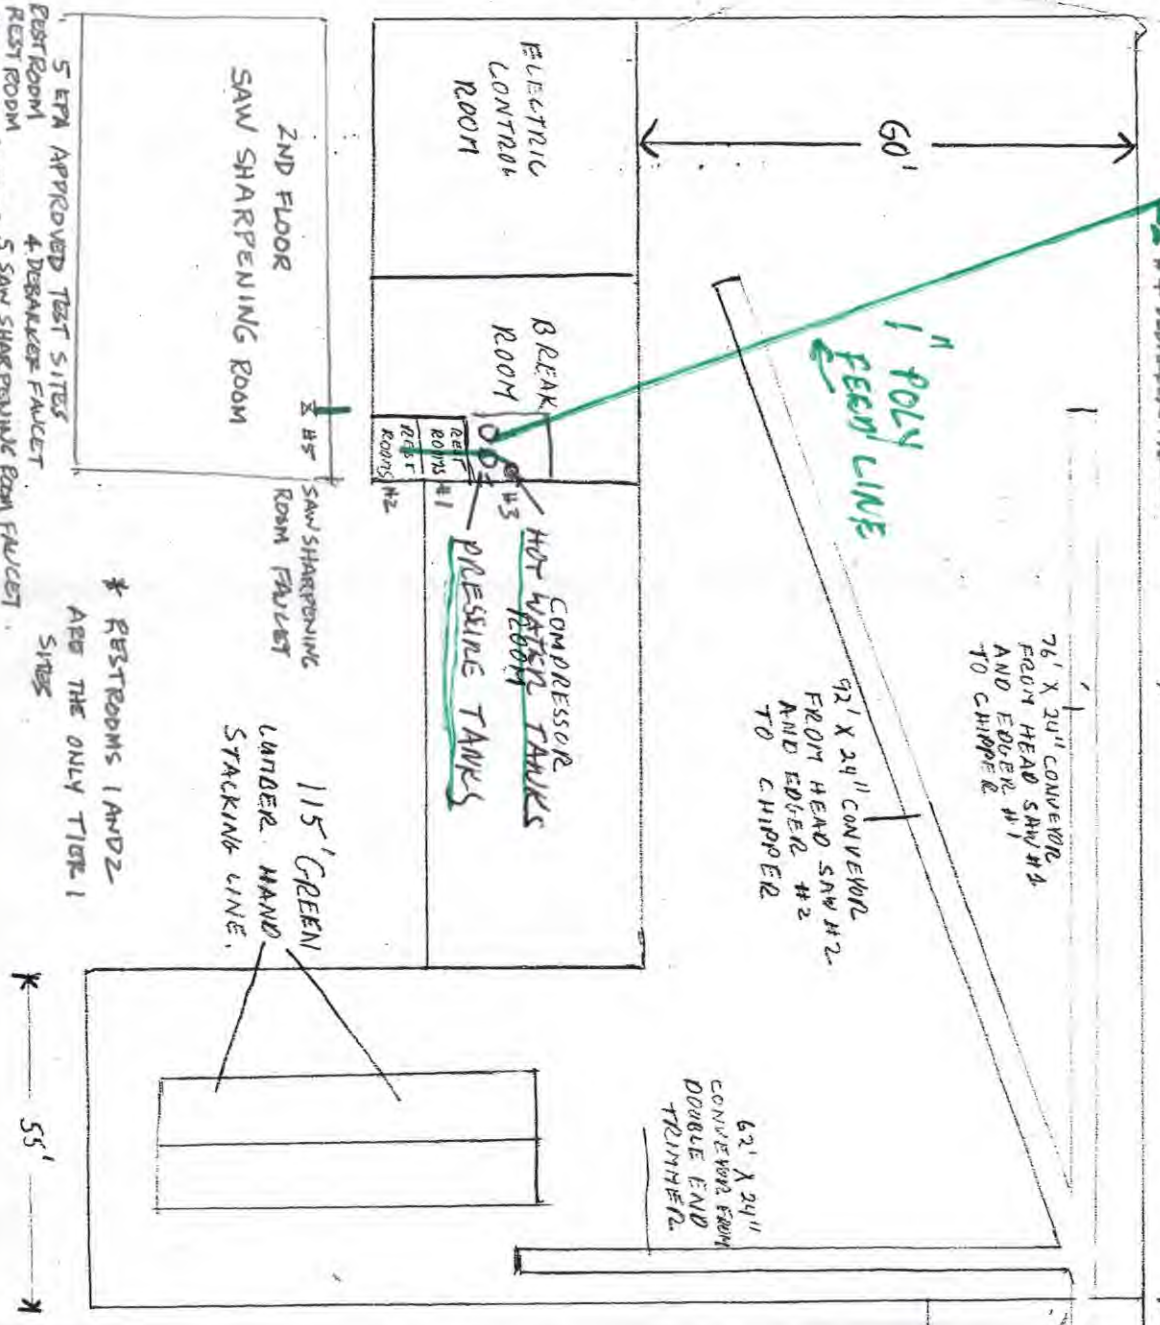 60'
1" POLY
FEED LINE
ELECTRIC
CONTROL
ROOM
BREAK
ROOM
REST
ROOMS #1
REST
ROOMS #2
#3
HOT WATER TANKS
COMPRESSOR
ROOM
PRESSURE TANKS
76' X 24" CONVEYOR
FROM HEAD SAW #1
AND EDGER #1
TO CHIPPER
92' X 24" CONVEYOR
FROM HEAD SAW #2
AND EDGER #2
TO CHIPPER
62' X 24"
CONVEYOR FROM
DOUBLE END
TRIMMER
2ND FLOOR
SAW SHARPENING ROOM
#5
SAW SHARPENING
ROOM FAUCET
115' GREEN
LUMBER HAND
STACKING LINE.
* RESTROOMS 1 AND 2
ARE THE ONLY TIER 1
SITES
55'
5 EPA APPROVED TEST SITES
RESTROOM
4. DEBARKER FAUCET
REST ROOM
5 SAW SHARPENING ROOM FAUCET.